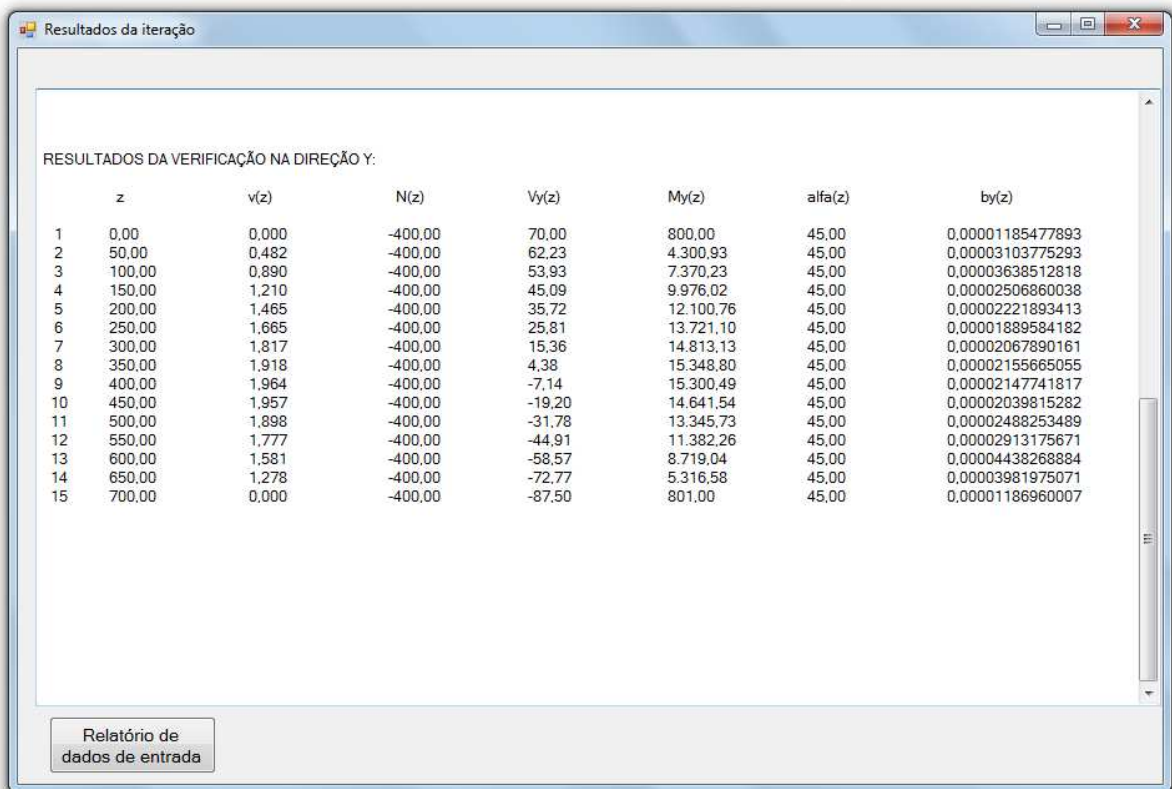 Resultados da iteração
RESULTADOS DA VERIFICAÇÃO NA DIREÇÃO Y:
z v(z) N(z) Vy(z) My(z) alfa(z) by(z)
1 0,00 0,000 -400,00 70,00 800,00 45,00 0,00001185477893
2 50,00 0,482 -400,00 62,23 4.300,93 45,00 0,00003103775293
3 100,00 0,890 -400,00 53,93 7.370,23 45,00 0,00003638512818
4 150,00 1,210 -400,00 45,09 9.976,02 45,00 0,00002506860038
5 200,00 1,465 -400,00 35,72 12.100,76 45,00 0,00002221893413
6 250,00 1,665 -400,00 25,81 13.721,10 45,00 0,00001889584182
7 300,00 1,817 -400,00 15,36 14.813,13 45,00 0,00002067890161
8 350,00 1,918 -400,00 4,38 15.348,80 45,00 0,00002155665055
9 400,00 1,964 -400,00 -7,14 15.300,49 45,00 0,00002147741817
10 450,00 1,957 -400,00 -19,20 14.641,54 45,00 0,00002039815282
11 500,00 1,898 -400,00 -31,78 13.345,73 45,00 0,00002488253489
12 550,00 1,777 -400,00 -44,91 11.382,26 45,00 0,00002913175671
13 600,00 1,581 -400,00 -58,57 8.719,04 45,00 0,00004438268884
14 650,00 1,278 -400,00 -72,77 5.316,58 45,00 0,00003981975071
15 700,00 0,000 -400,00 -87,50 801,00 45,00 0,00001186960007
Relatório de
dados de entrada